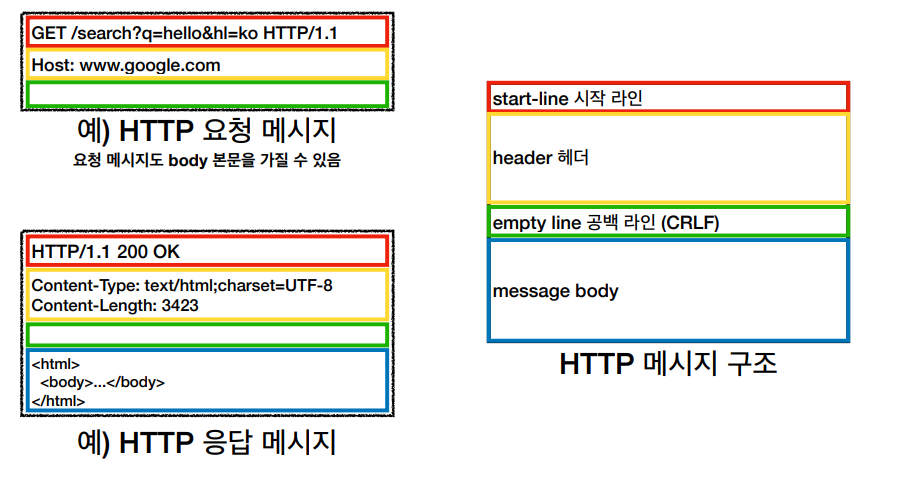 GET /search?q=hello&hl=ko HTTP/1.1
Host: www.google.com
예) HTTP 요청 메시지
요청 메시지도 body 본문을 가질 수 있음
HTTP/1.1 200 OK
Content-Type: text/html;charset=UTF-8
Content-Length: 3423
<html>
  <body>...</body>
</html>
예) HTTP 응답 메시지
start-line 시작 라인
header 헤더
empty line 공백 라인 (CRLF)
message body
HTTP 메시지 구조